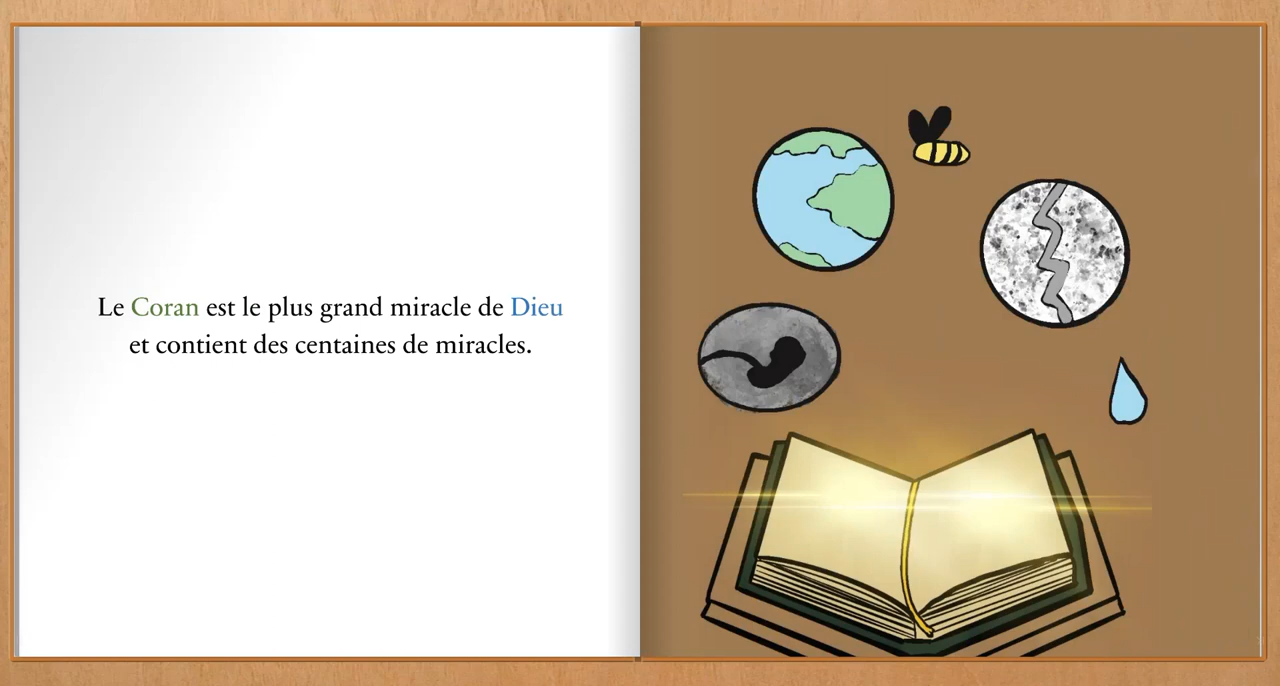 Le Coran est le plus grand miracle de Dieu
et contient des centaines de miracles.